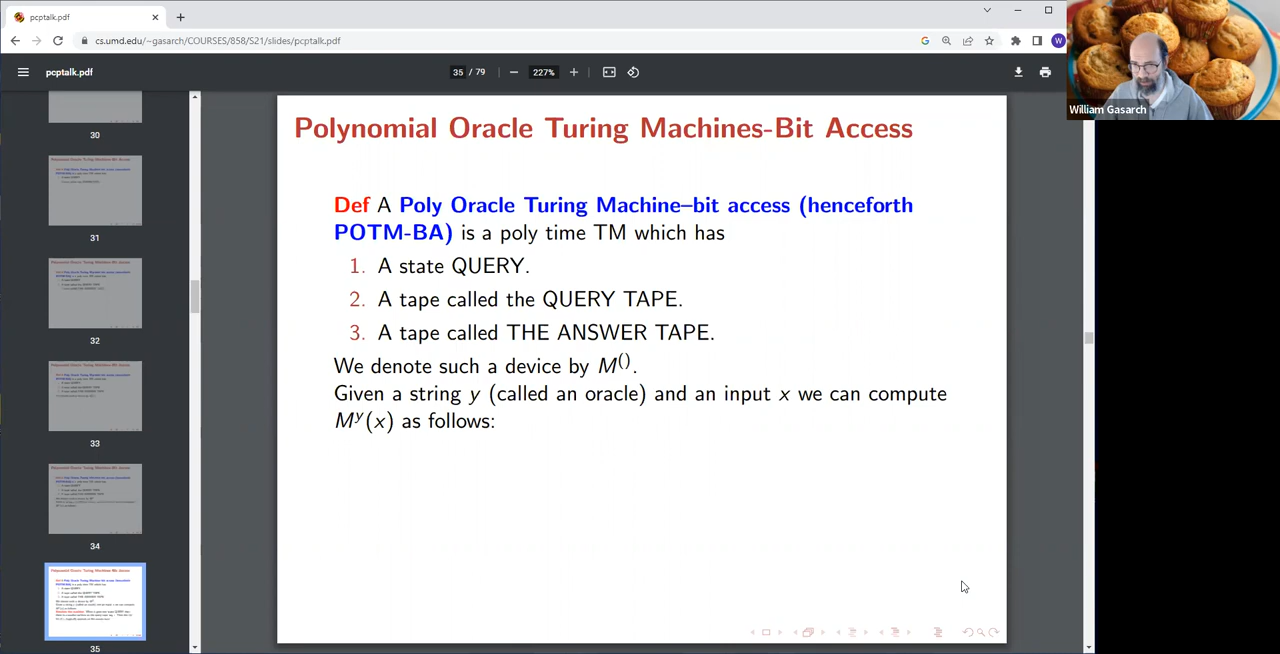 pcptalk.pdf
cs.umd.edu/~gasarch/COURSES/858/S21/slides/pcptalk.pdf
W
pcptalk.pdf
35 / 79
227%
William Gasarch
30
31
32
33
34
35
Polynomial Oracle Turing Machines-Bit Access
Def A Poly Oracle Turing Machine–bit access (henceforth
POTM-BA) is a poly time TM which has
1. A state QUERY.
2. A tape called the QUERY TAPE.
3. A tape called THE ANSWER TAPE.
We denote such a device by M^().
Given a string y (called an oracle) and an input x we can compute
M^y(x) as follows: